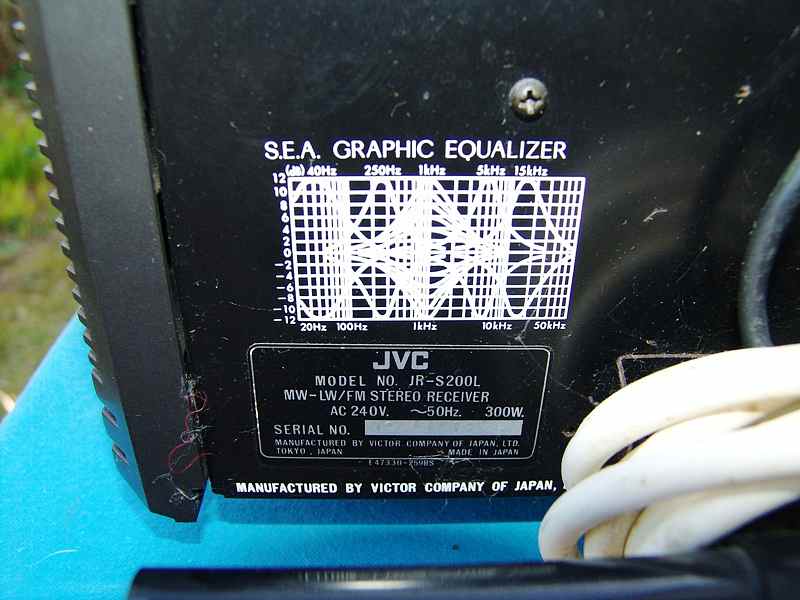 S.E.A. GRAPHIC EQUALIZER
(dB) 40Hz 250Hz 1kHz 5kHz 15kHz
12
10
8
6
4
2
0
-2
-4
-6
-8
-10
-12
20Hz 100Hz 1kHz 10kHz 50kHz
JVC
MODEL NO. JR-S200L
MW-LW/FM STEREO RECEIVER
AC 240V. ~50Hz. 300W.
SERIAL NO.
MANUFACTURED BY VICTOR COMPANY OF JAPAN, LTD.
TOKYO, JAPAN MADE IN JAPAN
E47330-259BS
MANUFACTURED BY VICTOR COMPANY OF JAPAN,